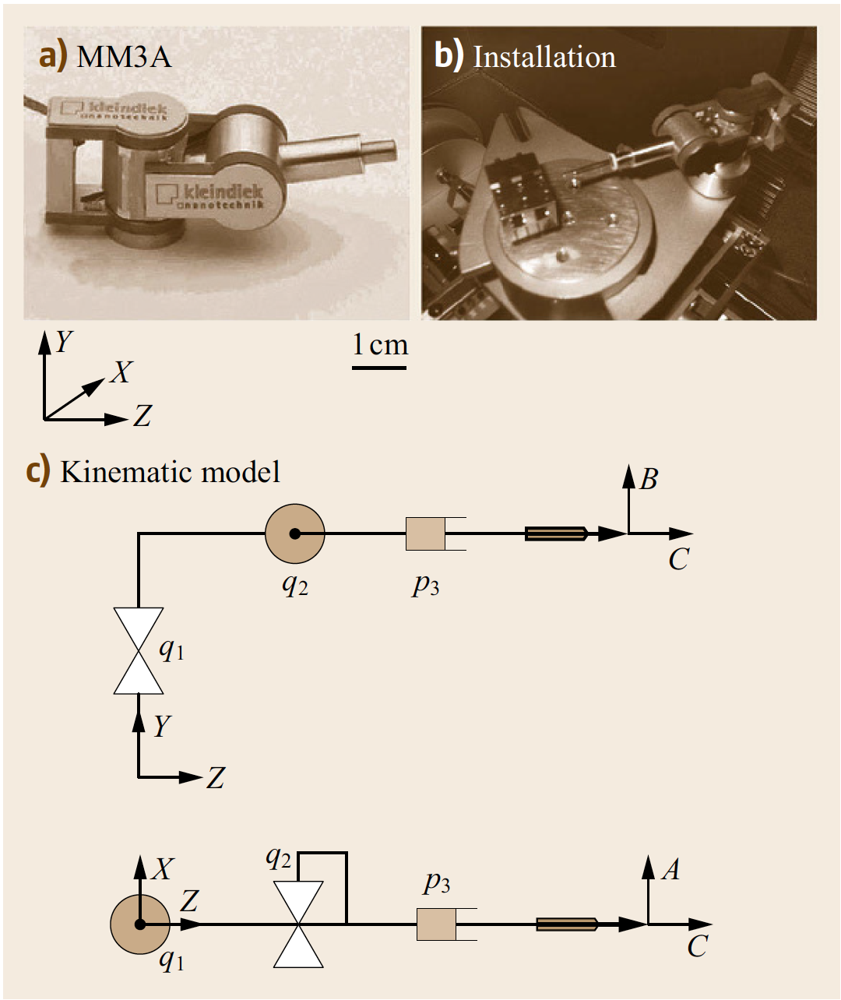 a) MM3A
b) Installation
kleindiek
nanotechnik
kleindiek
nanotechnik
Y
X
Z
1 cm
c) Kinematic model
B
C
q2
p3
q1
Y
Z
q2
X
Z
p3
A
q1
C